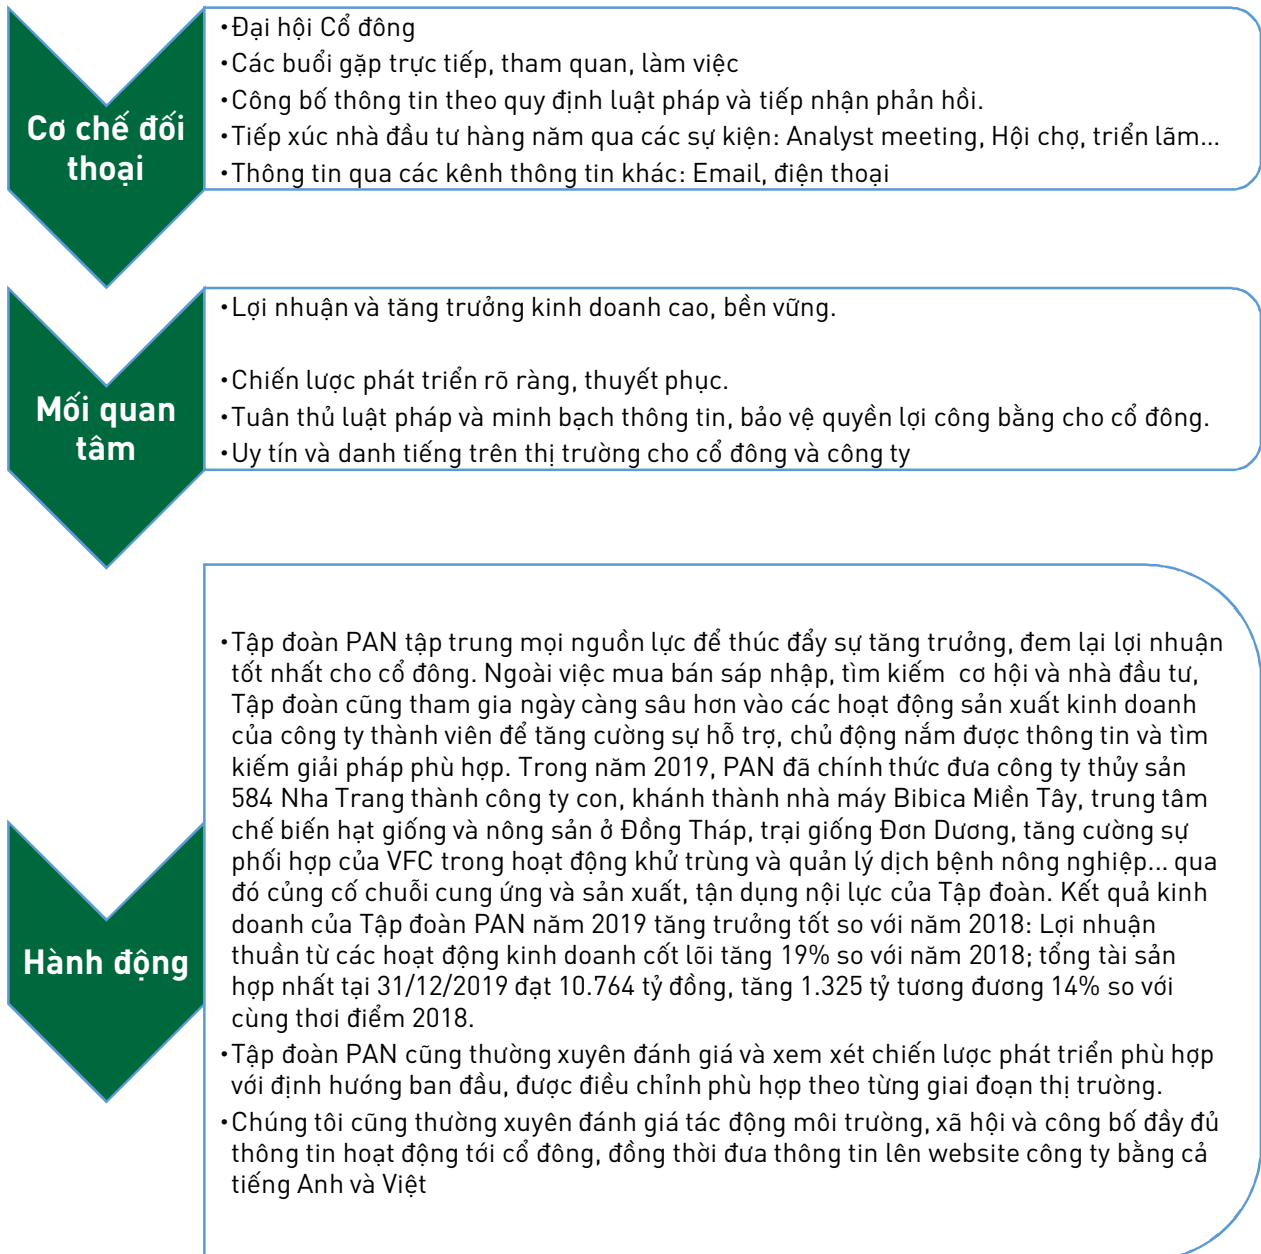 Cơ chế đối
thoại
•Đại hội Cổ đông
•Các buổi gặp trực tiếp, tham quan, làm việc
•Công bố thông tin theo quy định luật pháp và tiếp nhận phản hồi.
•Tiếp xúc nhà đầu tư hàng năm qua các sự kiện: Analyst meeting, Hội chợ, triển lãm...
•Thông tin qua các kênh thông tin khác: Email, điện thoại
Mối quan
tâm
•Lợi nhuận và tăng trưởng kinh doanh cao, bền vững.
•Chiến lược phát triển rõ ràng, thuyết phục.
•Tuân thủ luật pháp và minh bạch thông tin, bảo vệ quyền lợi công bằng cho cổ đông.
•Uy tín và danh tiếng trên thị trường cho cổ đông và công ty
Hành động
•Tập đoàn PAN tập trung mọi nguồn lực để thúc đẩy sự tăng trưởng, đem lại lợi nhuận
tốt nhất cho cổ đông. Ngoài việc mua bán sáp nhập, tìm kiếm cơ hội và nhà đầu tư,
Tập đoàn cũng tham gia ngày càng sâu hơn vào các hoạt động sản xuất kinh doanh
của công ty thành viên để tăng cường sự hỗ trợ, chủ động nắm được thông tin và tìm
kiếm giải pháp phù hợp. Trong năm 2019, PAN đã chính thức đưa công ty thủy sản
584 Nha Trang thành công ty con, khánh thành nhà máy Bibica Miền Tây, trung tâm
chế biến hạt giống và nông sản ở Đồng Tháp, trại giống Đơn Dương, tăng cường sự
phối hợp của VFC trong hoạt động khử trùng và quản lý dịch bệnh nông nghiệp... qua
đó củng cố chuỗi cung ứng và sản xuất, tận dụng nội lực của Tập đoàn. Kết quả kinh
doanh của Tập đoàn PAN năm 2019 tăng trưởng tốt so với năm 2018: Lợi nhuận
thuần từ các hoạt động kinh doanh cốt lõi tăng 19% so với năm 2018; tổng tài sản
hợp nhất tại 31/12/2019 đạt 10.764 tỷ đồng, tăng 1.325 tỷ tương đương 14% so với
cùng thơi điểm 2018.
•Tập đoàn PAN cũng thường xuyên đánh giá và xem xét chiến lược phát triển phù hợp
với định hướng ban đầu, được điều chỉnh phù hợp theo từng giai đoạn thị trường.
•Chúng tôi cũng thường xuyên đánh giá tác động môi trường, xã hội và công bố đầy đủ
thông tin hoạt động tới cổ đông, đồng thời đưa thông tin lên website công ty bằng cả
tiếng Anh và Việt